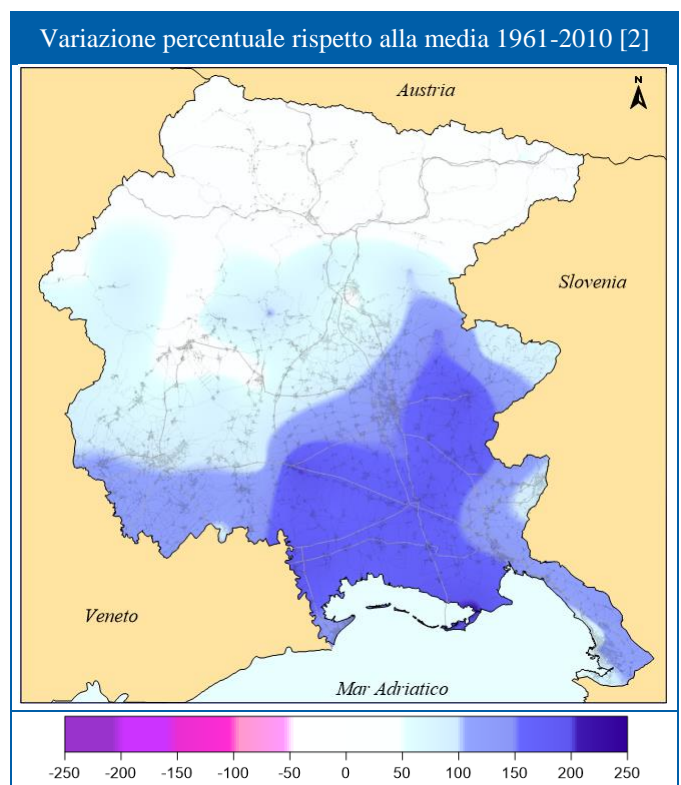 Variazione percentuale rispetto alla media 1961-2010 [2]
Austria
N
Slovenia
Veneto
Mar Adriatico
-250 -200 -150 -100 -50 0 50 100 150 200 250